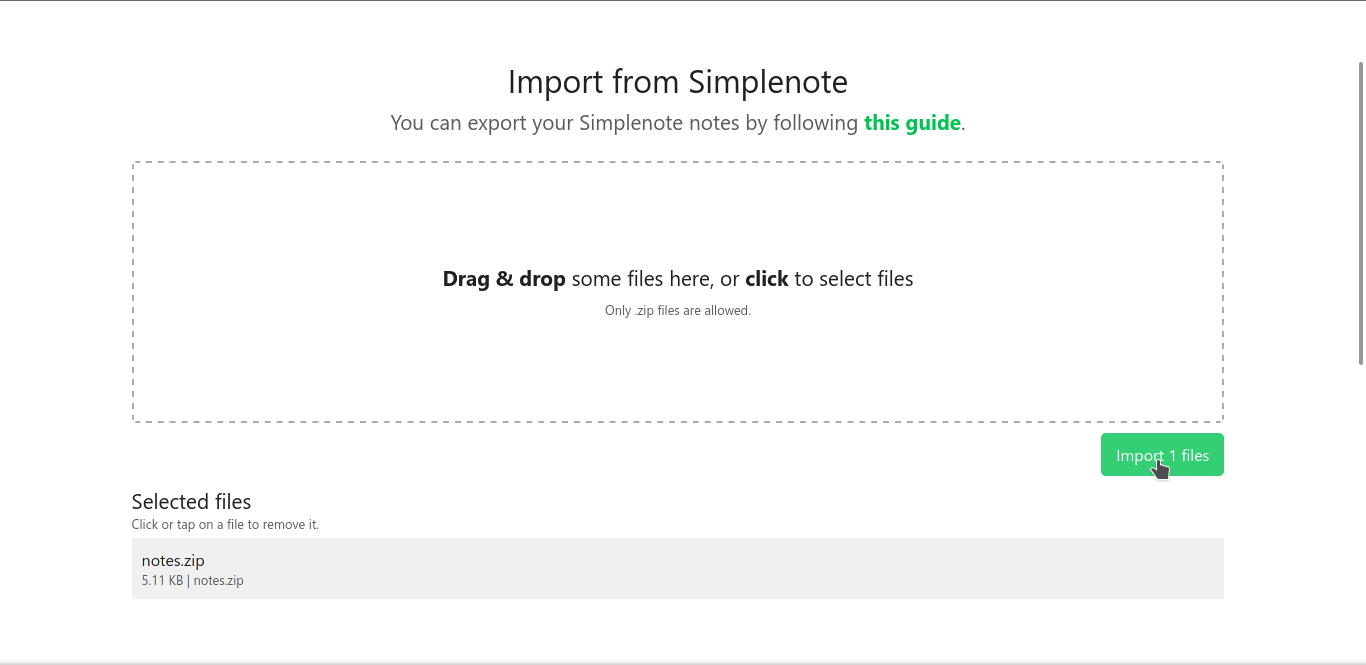 Import from Simplenote
You can export your Simplenote notes by following this guide.
Drag & drop some files here, or click to select files
Only .zip files are allowed.
Import 1 files
Selected files
Click or tap on a file to remove it.
notes.zip
5.11 KB | notes.zip